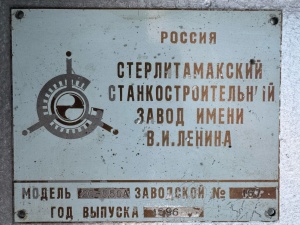 РОССИЯ
СТЕРЛИТАМАКСКИЙ
СТАНКОСТРОИТЕЛЬНЫЙ
ЗАВОД ИМЕНИ
В.И.ЛЕНИНА
МОДЕЛЬ ЗАВОДСКОЙ №
ГОД ВЫПУСКА